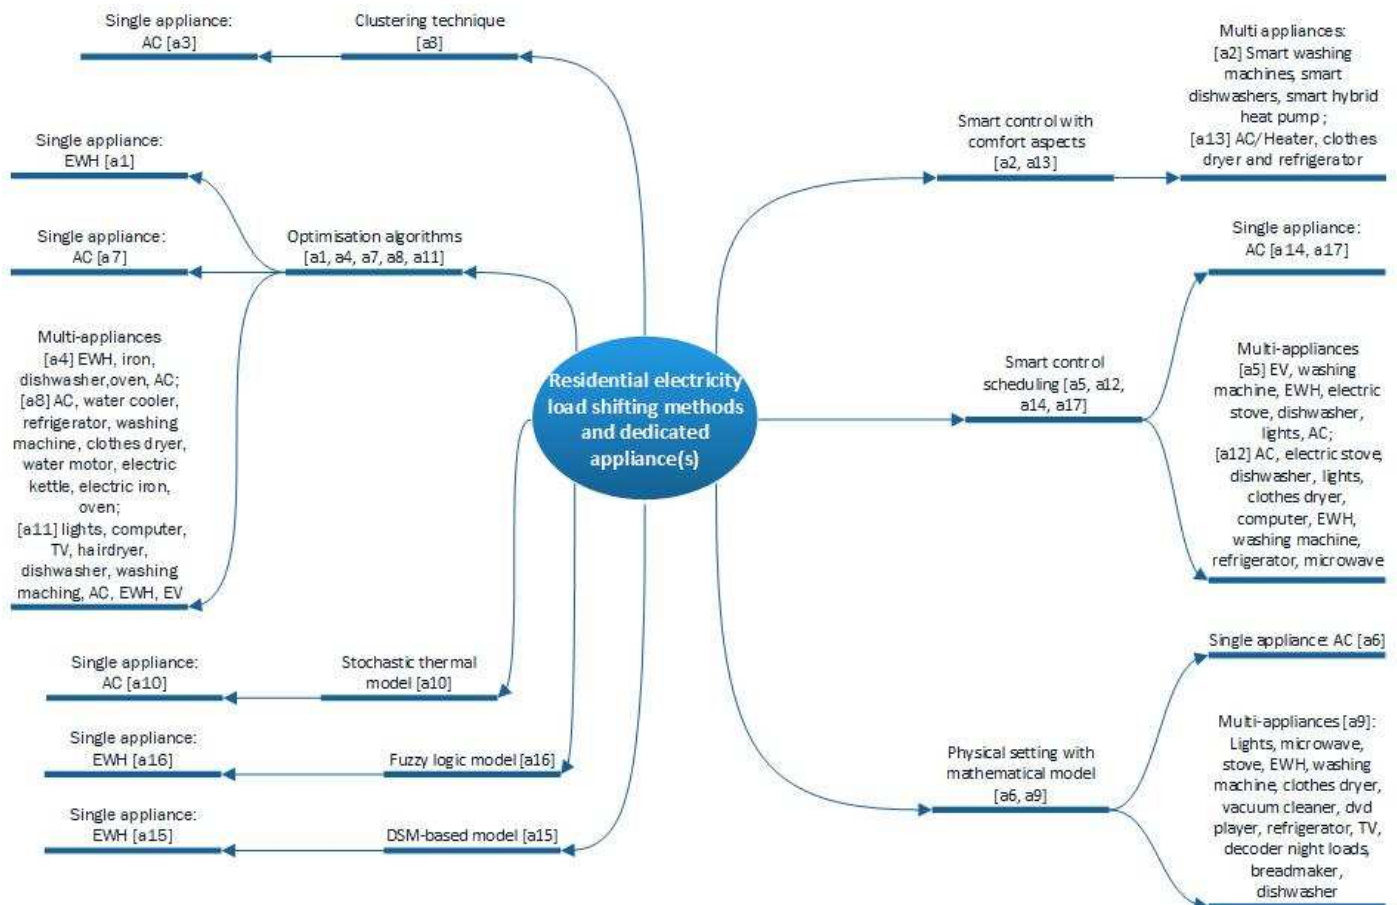 Single appliance:
AC [a3]
Clustering technique
[a3]
Single appliance:
EWH [a1]
Single appliance:
AC [a7]
Optimisation algorithms
[a1, a4, a7, a8, a11]
Multi-appliances
[a4] EWH, iron,
dishwasher,oven, AC;
[a8] AC, water cooler,
refrigerator, washing
machine, clothes dryer,
water motor, electric
kettle, electric iron,
oven;
[a11] lights, computer,
TV, hairdryer,
dishwasher, washing
maching, AC, EWH, EV
Single appliance:
AC [a10]
Stochastic thermal
model [a10]
Single appliance:
EWH [a16]
Fuzzy logic model [a16]
Single appliance:
EWH [a15]
DSM-based model [a15]
Residential electricity
load shifting methods
and dedicated
appliance(s)
Smart control with
comfort aspects
[a2, a13]
Multi appliances:
[a2] Smart washing
machines, smart
dishwashers, smart hybrid
heat pump ;
[a13] AC/Heater, clothes
dryer and refrigerator
Smart control
scheduling [a5, a12,
a14, a17]
Single appliance:
AC [a14, a17]
Multi-appliances
[a5] EV, washing
machine, EWH, electric
stove, dishwasher,
lights, AC;
[a12] AC, electric stove,
dishwasher, lights,
clothes dryer,
computer, EWH,
washing machine,
refrigerator, microwave
Physical setting with
mathematical model
[a6, a9]
Single appliance: AC [a6]
Multi-appliances [a9]:
Lights, microwave,
stove, EWH, washing
machine, clothes dryer,
vacuum cleaner, dvd
player, refrigerator, TV,
decoder night loads,
breadmaker,
dishwasher